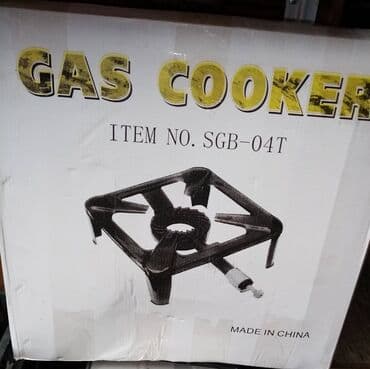 GAS COOKER
ITEM NO. SGB-04T
MADE IN CHINA